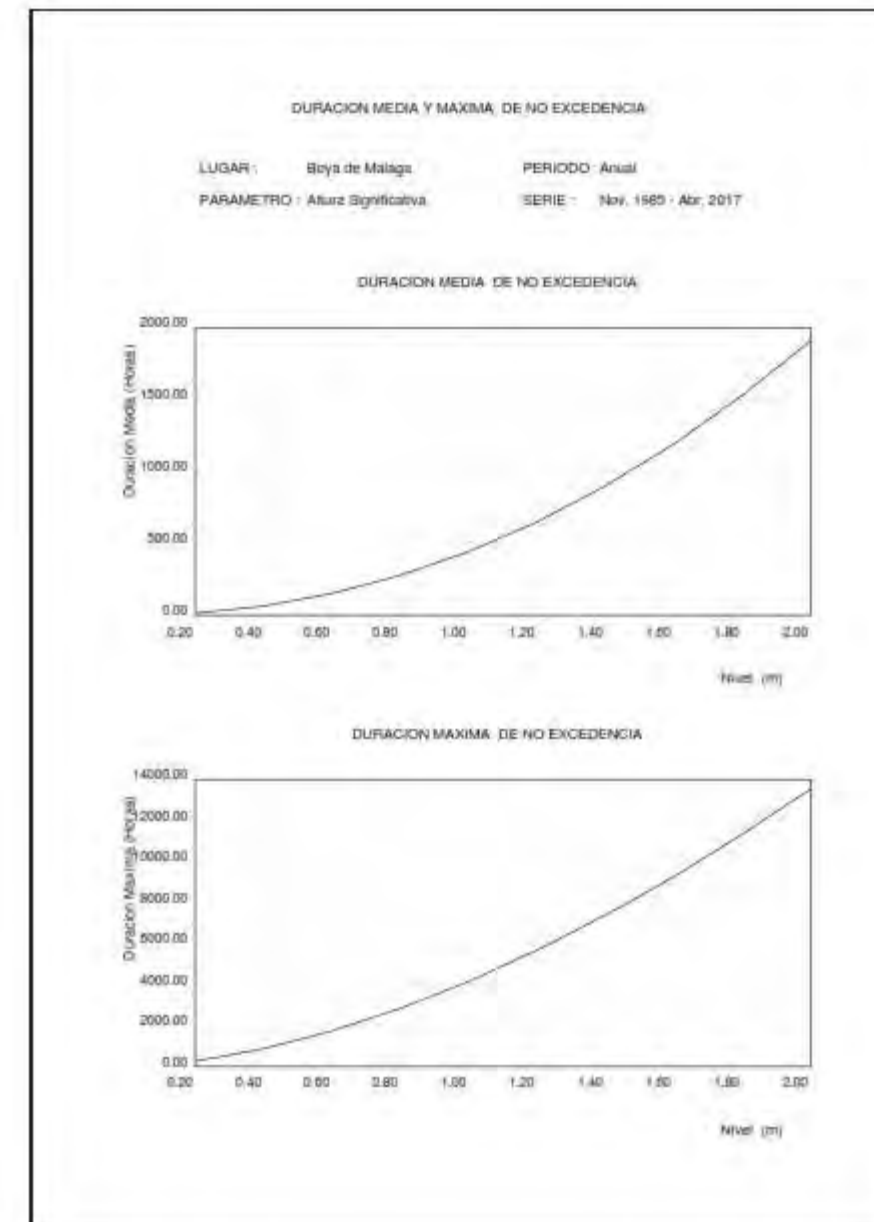 DURACION MEDIA Y MAXIMA DE NO EXCEDENCIA
LUGAR : Boya de Malaga PERIODO : Anual
PARAMETRO : Altura Significativa SERIE : Nov. 1985 - Abr. 2017
DURACION MEDIA DE NO EXCEDENCIA
Duracion Media (Horas)
2000.00
1500.00
1000.00
500.00
0.00
0.20 0.40 0.60 0.80 1.00 1.20 1.40 1.60 1.80 2.00
Nivel (m)
DURACION MAXIMA DE NO EXCEDENCIA
Duracion Maxima (Horas)
14000.00
12000.00
10000.00
8000.00
6000.00
4000.00
2000.00
0.00
0.20 0.40 0.60 0.80 1.00 1.20 1.40 1.60 1.80 2.00
Nivel (m)